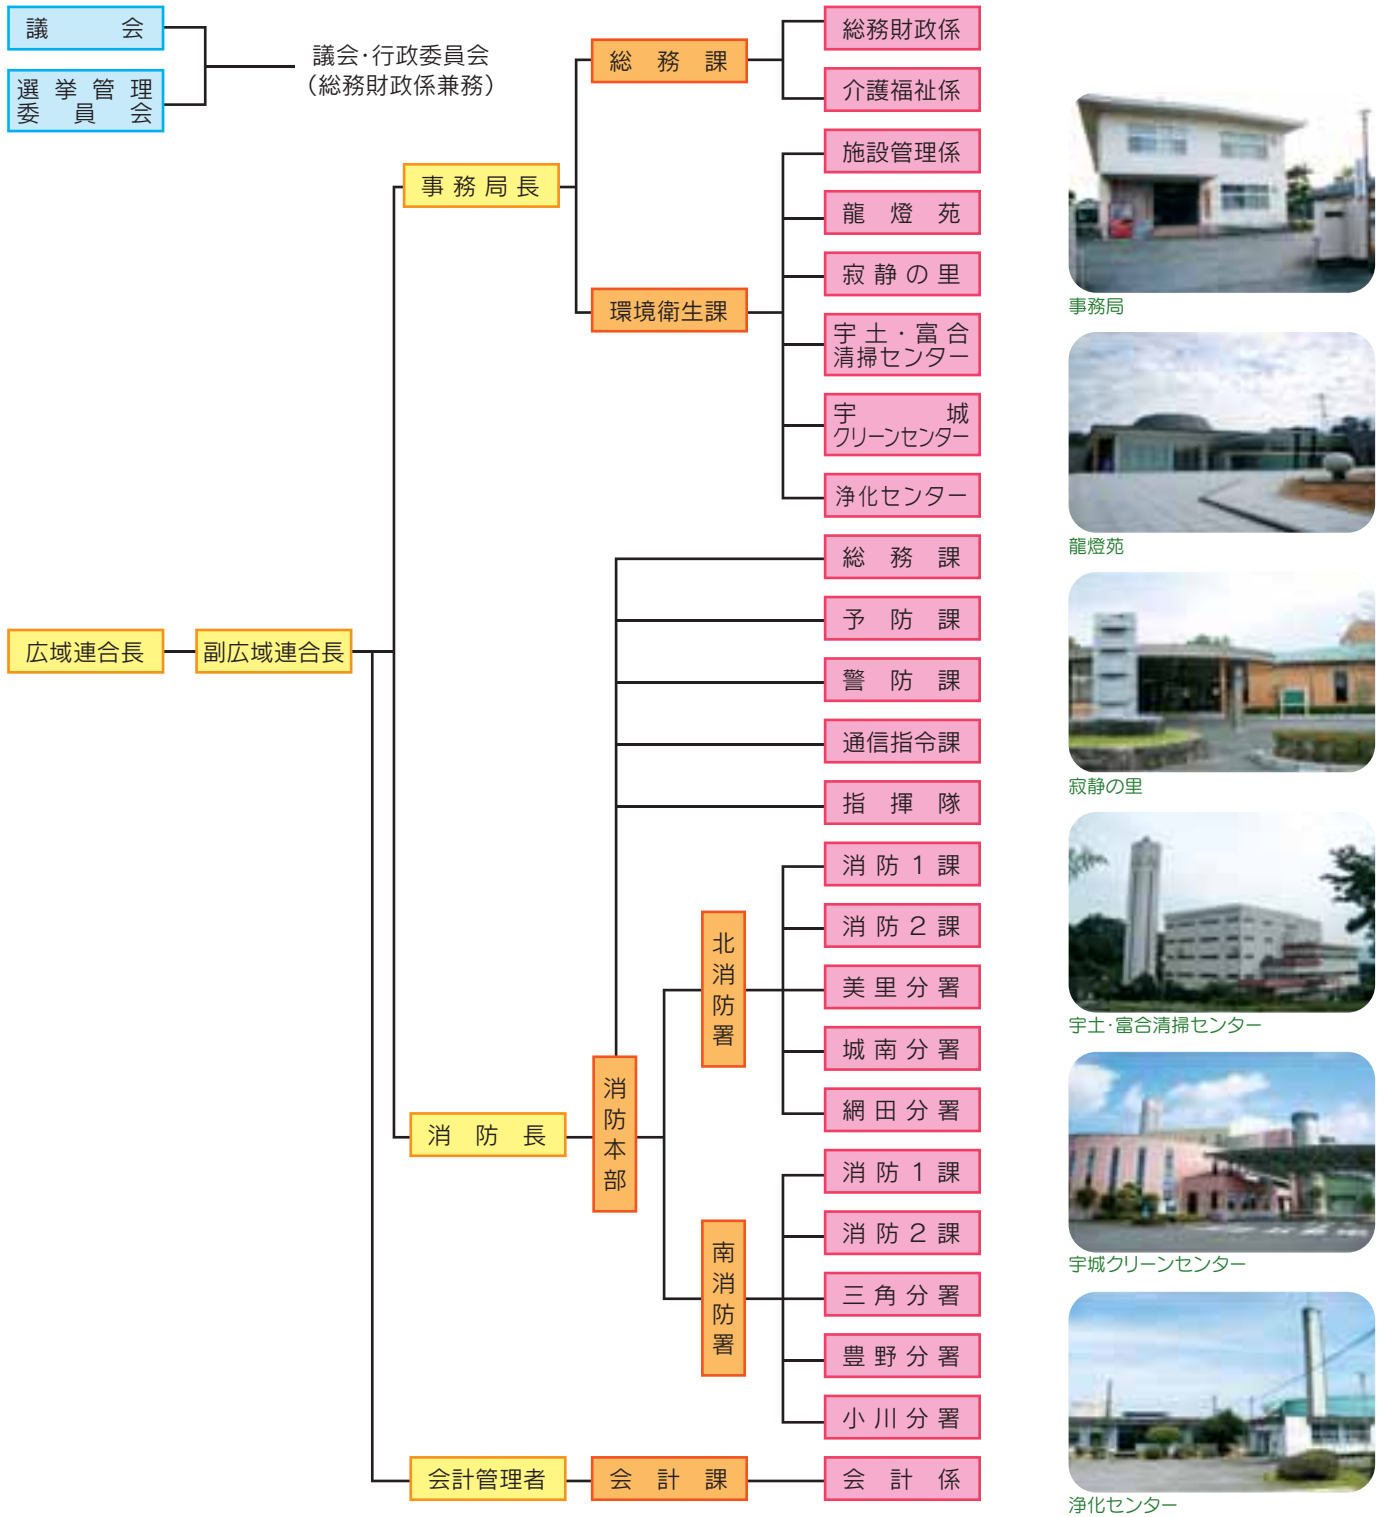 議会
選挙管理
委員会
議会・行政委員会
(総務財政係兼務)
広域連合長
副広域連合長
事務局長
総務課
総務財政係
介護福祉係
環境衛生課
施設管理係
龍燈苑
寂静の里
宇土・富合
清掃センター
宇城
クリーンセンター
浄化センター
消防長
消防本部
総務課
予防課
警防課
通信指令課
指揮隊
北消防署
消防1課
消防2課
美里分署
城南分署
網田分署
南消防署
消防1課
消防2課
三角分署
豊野分署
小川分署
会計管理者
会計課
会計係
事務局
龍燈苑
寂静の里
宇土・富合清掃センター
宇城クリーンセンター
浄化センター